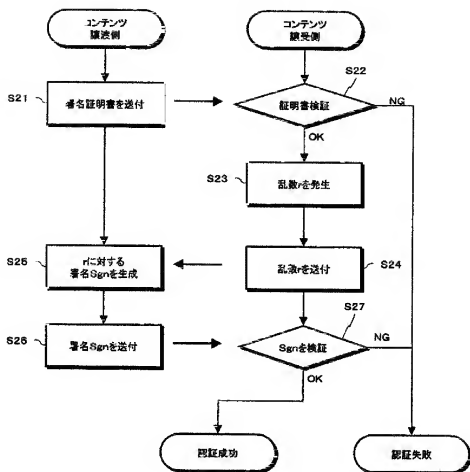 コンテンツ
譲渡側
コンテンツ
譲受側
S21
署名証明書を送付
S22
証明書検証
NG
OK
S23
乱数rを発生
S25
rに対する
署名Sgnを生成
乱数rを送付
S24
S26
署名Sgnを送付
S27
Sgnを検証
NG
OK
認証成功
認証失敗